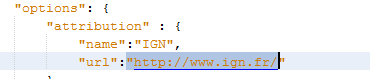 "options": {
"attribution" : {
"name":"IGN",
"url":"http://www.ign.fr/"